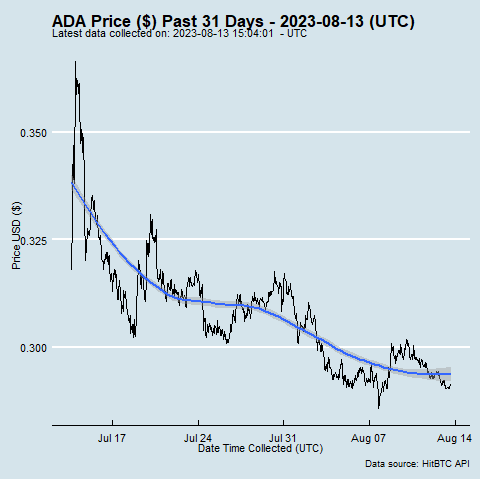 ADA Price ($) Past 31 Days - 2023-08-13 (UTC)
Latest data collected on: 2023-08-13 15:04:01 - UTC
Price USD ($)
0.350
0.325
0.300
Jul 17 Jul 24 Jul 31 Aug 07 Aug 14
Date Time Collected (UTC)
Data source: HitBTC API